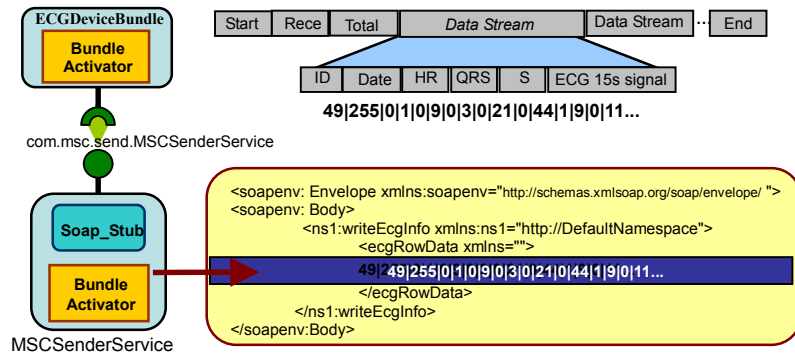 ECGDeviceBundle
Bundle
Activator
com.msc.send.MSCSenderService
Soap_Stub
Bundle
Activator
MSCSenderService
Start Rece Total Data Stream Data Stream ... End
ID Date HR QRS S ECG 15s signal
49|255|0|1|0|9|0|3|0|21|0|44|1|9|0|11...
<soapenv: Envelope xmlns:soapenv="http://schemas.xmlsoap.org/soap/envelope/ ">
<soapenv: Body>
<ns1:writeEcgInfo xmlns:ns1="http://DefaultNamespace">
<ecgRowData xmlns="">
49|255|0|1|0|9|0|3|0|21|0|44|1|9|0|11...
</ecgRowData>
</ns1:writeEcgInfo>
</soapenv:Body>